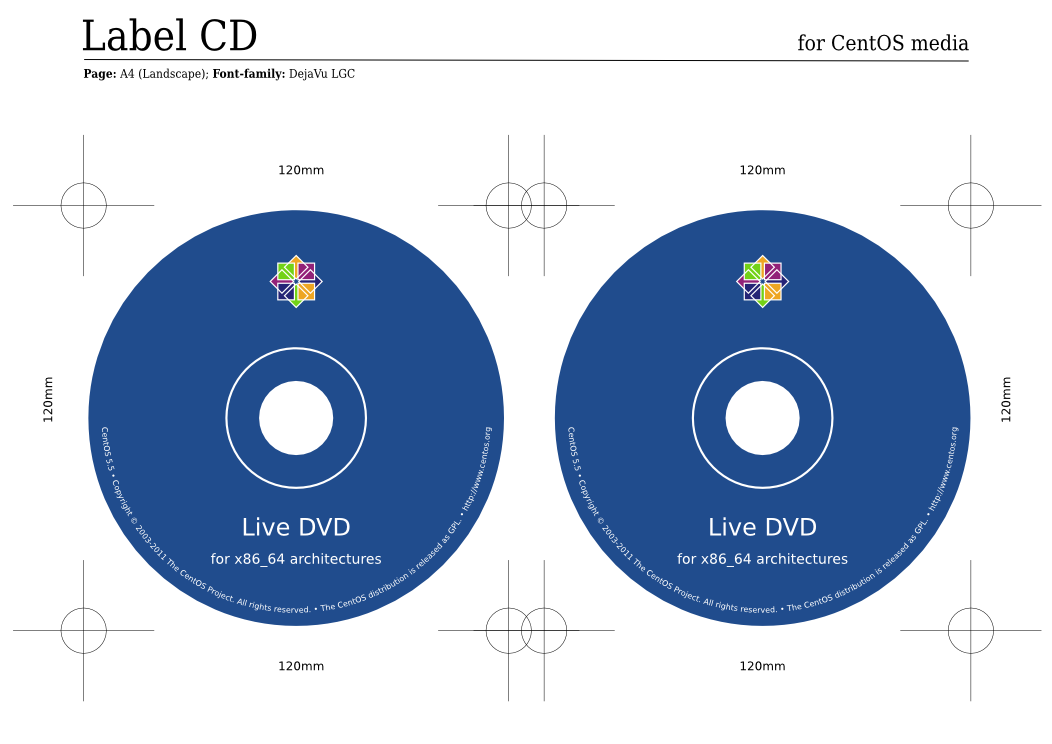 Label CD
for CentOS media
Page: A4 (Landscape); Font-family: DejaVu LGC
120mm
120mm
120mm
120mm
Live DVD
for x86_64 architectures
CentOS 5.5 • Copyright © 2003-2011 The CentOS Project. All rights reserved. • The CentOS distribution is released as GPL. • http://www.centos.org
Live DVD
for x86_64 architectures
CentOS 5.5 • Copyright © 2003-2011 The CentOS Project. All rights reserved. • The CentOS distribution is released as GPL. • http://www.centos.org
120mm
120mm